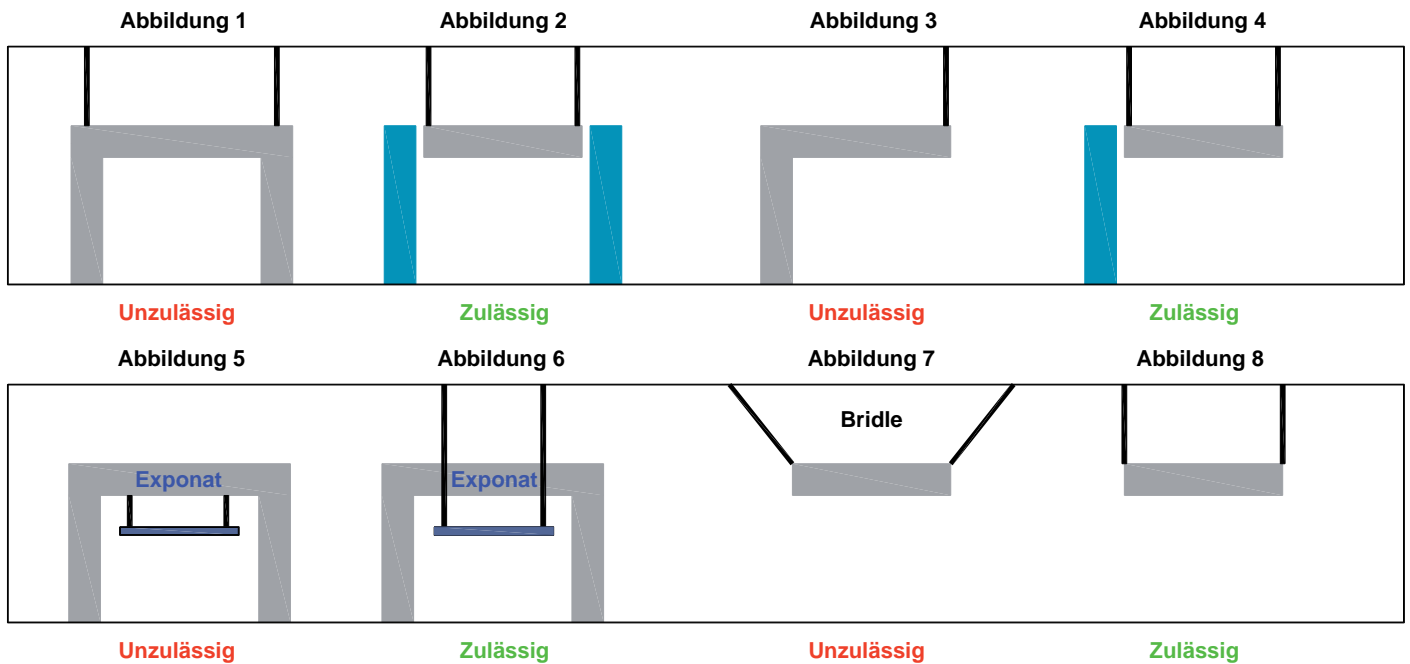 Abbildung 1 Abbildung 2 Abbildung 3 Abbildung 4
Unzulässig Zulässig Unzulässig Zulässig
Abbildung 5 Abbildung 6 Abbildung 7 Abbildung 8
Bridle
Exponat Exponat
Unzulässig Zulässig Unzulässig Zulässig